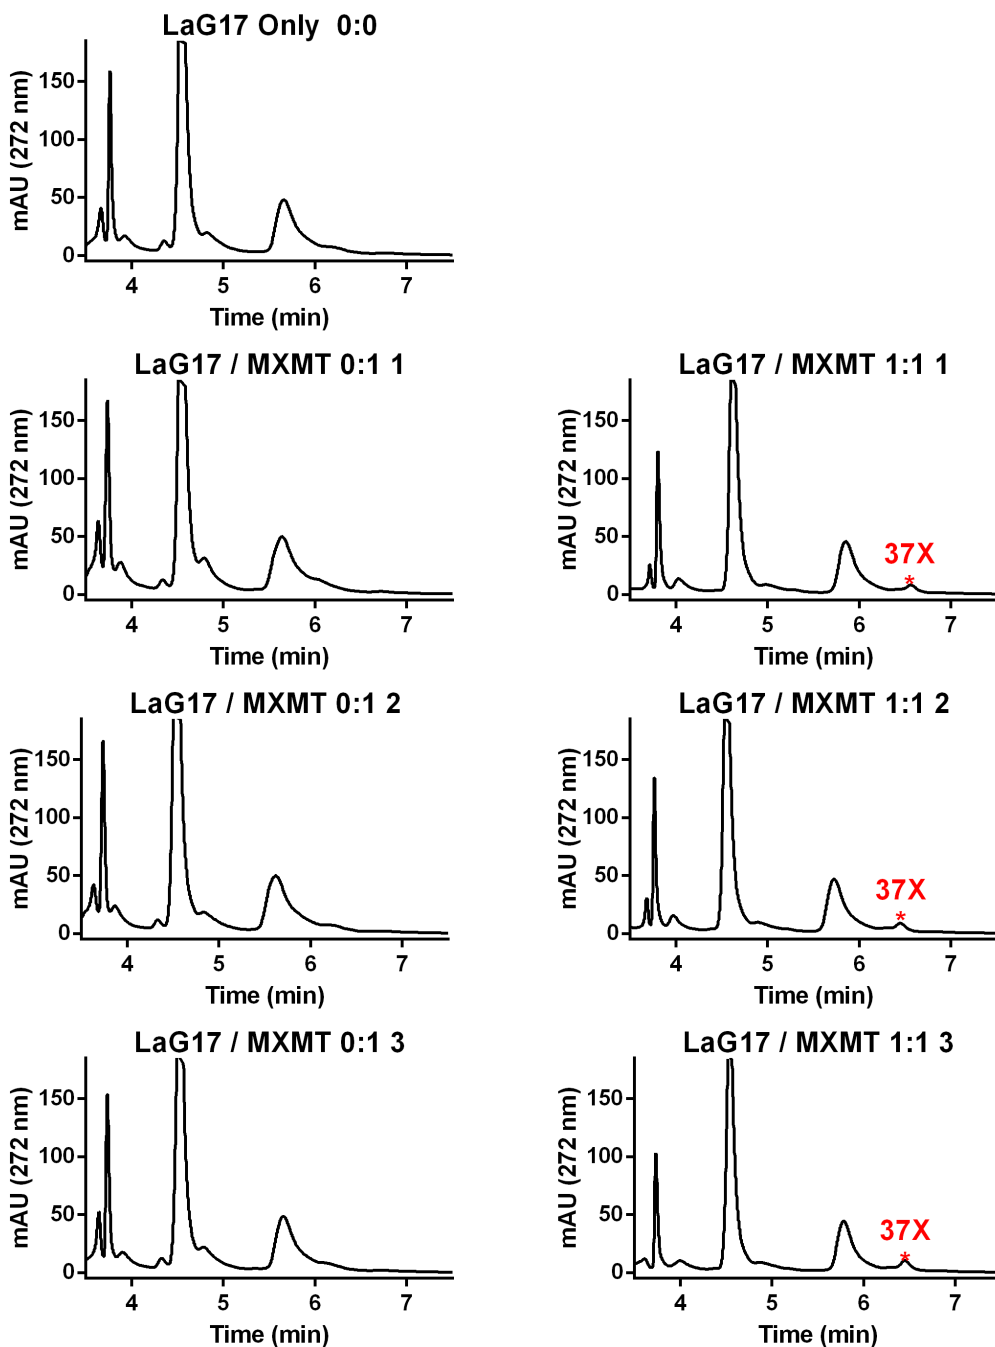 LaG17 Only 0:0
mAU (272 nm)
150
100
50
0
4 5 6 7
Time (min)
LaG17 / MXMT 0:1 1
mAU (272 nm)
150
100
50
0
4 5 6 7
Time (min)
LaG17 / MXMT 1:1 1
mAU (272 nm)
150
100
50
0
37X
*
4 5 6 7
Time (min)
LaG17 / MXMT 0:1 2
mAU (272 nm)
150
100
50
0
4 5 6 7
Time (min)
LaG17 / MXMT 1:1 2
mAU (272 nm)
150
100
50
0
37X
*
4 5 6 7
Time (min)
LaG17 / MXMT 0:1 3
mAU (272 nm)
150
100
50
0
4 5 6 7
Time (min)
LaG17 / MXMT 1:1 3
mAU (272 nm)
150
100
50
0
37X
*
4 5 6 7
Time (min)